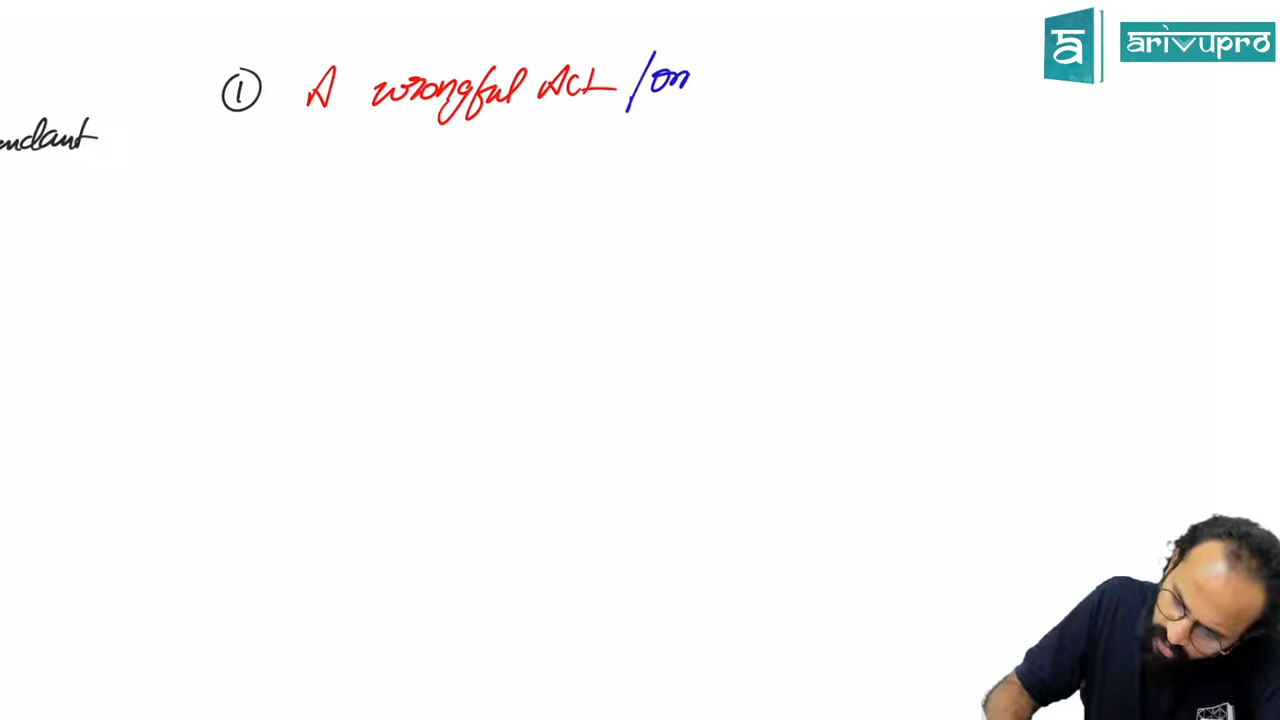 ā arivupro
① A wrongful Act /om
endant